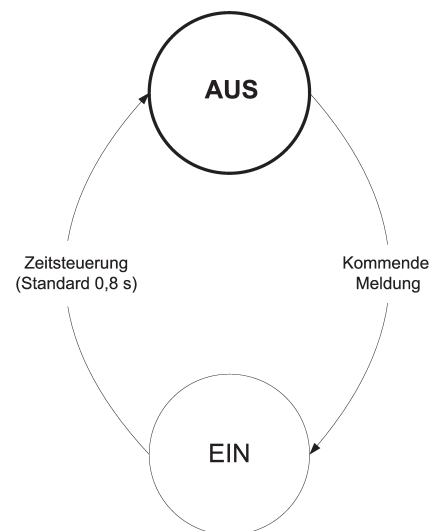 AUS
Zeitsteuerung
(Standard 0,8 s)
Kommende
Meldung
EIN